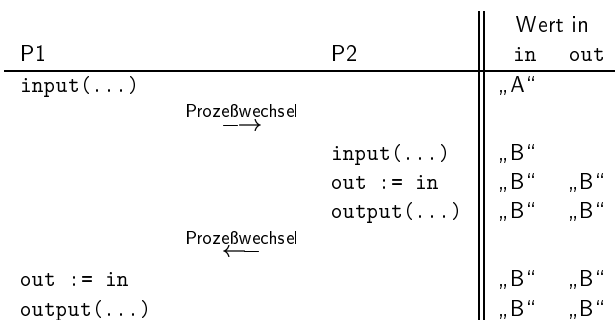 Wert in
P1 P2 in out
input(...) „A“
Prozeßwechsel
→
input(...) „B“
out := in „B“ „B“
output(...) „B“ „B“
Prozeßwechsel
←
out := in „B“ „B“
output(...) „B“ „B“